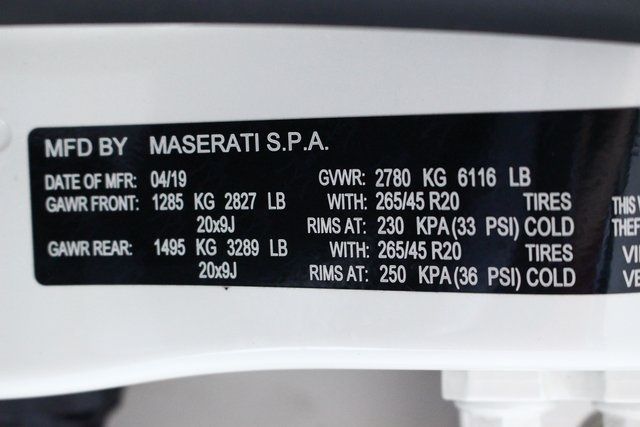 MFD BY MASERATI S.P.A.
DATE OF MFR: 04/19 GVWR: 2780 KG 6116 LB
GAWR FRONT: 1285 KG 2827 LB WITH: 265/45 R20 TIRES THIS
20x9J RIMS AT: 230 KPA(33 PSI) COLD
GAWR REAR: 1495 KG 3289 LB WITH: 265/45 R20 TIRES
20x9J RIMS AT: 250 KPA(36 PSI) COLD